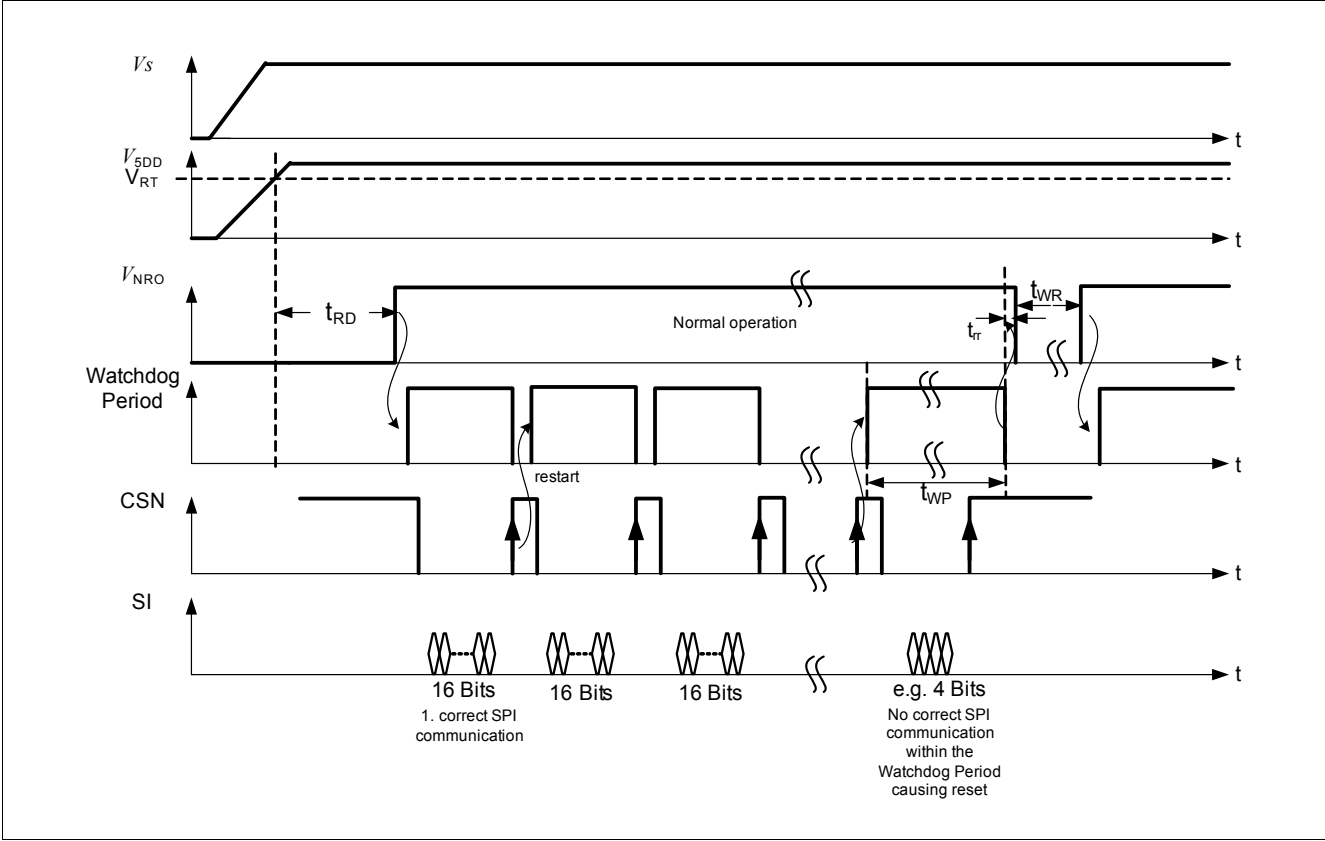 Vs
t
V5DD
VRT
t
VNRO
tRD
Normal operation
trr
tWR
t
Watchdog
Period
restart
tWP
t
CSN
t
SI
t
16 Bits
16 Bits
16 Bits
e.g. 4 Bits
1. correct SPI
communication
No correct SPI
communication
within the
Watchdog Period
causing reset